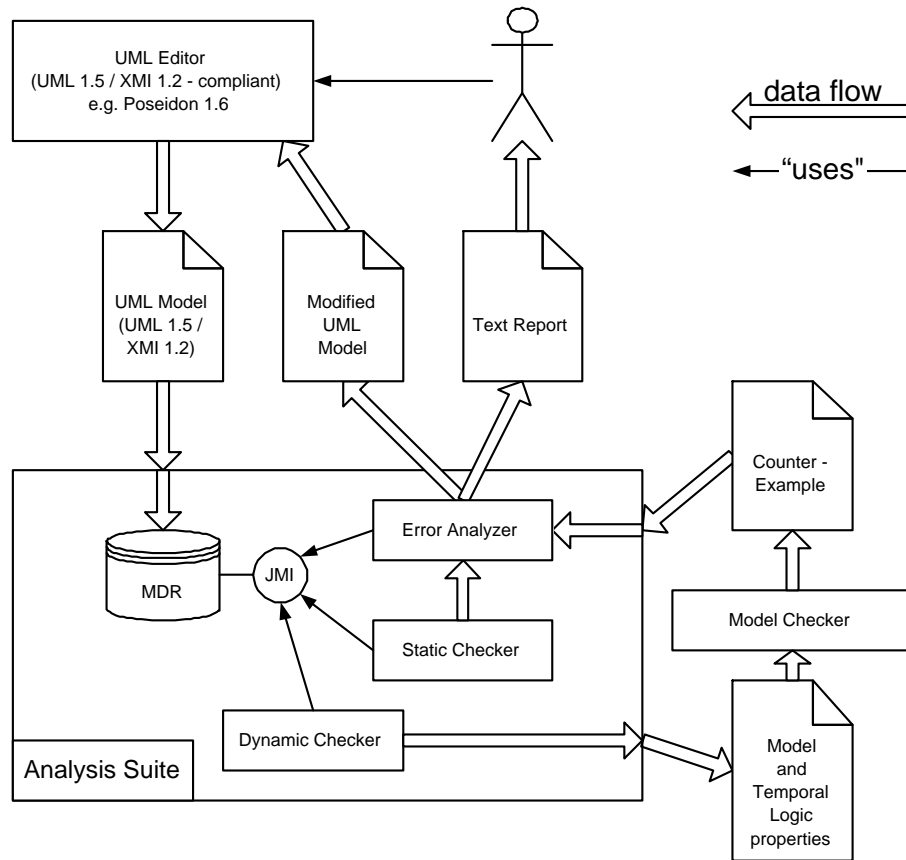 UML Editor
(UML 1.5 / XMI 1.2 - compliant)
e.g. Poseidon 1.6
data flow
“uses"
UML Model
(UML 1.5 /
XMI 1.2)
Modified
UML
Model
Text Report
Counter -
Example
Error Analyzer
MDR
JMI
Static Checker
Model Checker
Dynamic Checker
Analysis Suite
Model
and
Temporal
Logic
properties